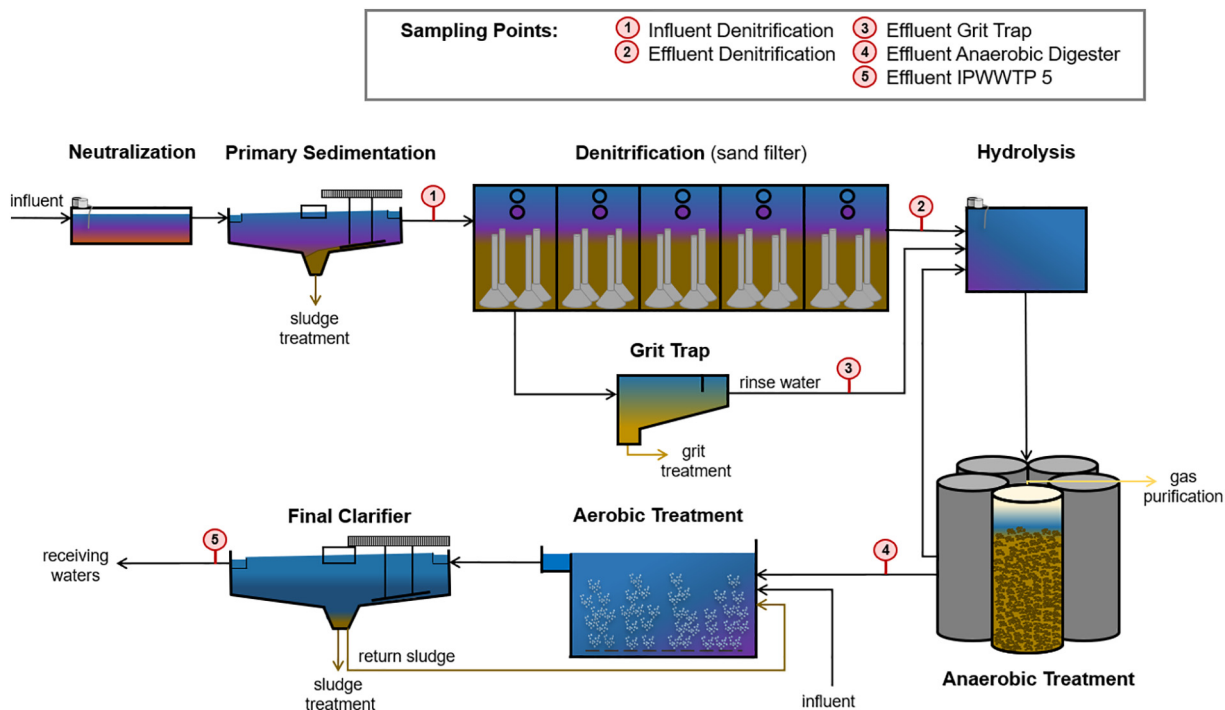 Sampling Points:
1 Influent Denitrification
2 Effluent Denitrification
3 Effluent Grit Trap
4 Effluent Anaerobic Digester
5 Effluent IPWWTP 5
Neutralization
Primary Sedimentation
Denitrification (sand filter)
Hydrolysis
influent
1
2
sludge
treatment
Grit Trap
rinse water
3
grit
treatment
gas
purification
Final Clarifier
Aerobic Treatment
5
4
receiving
waters
return sludge
sludge
treatment
influent
Anaerobic Treatment